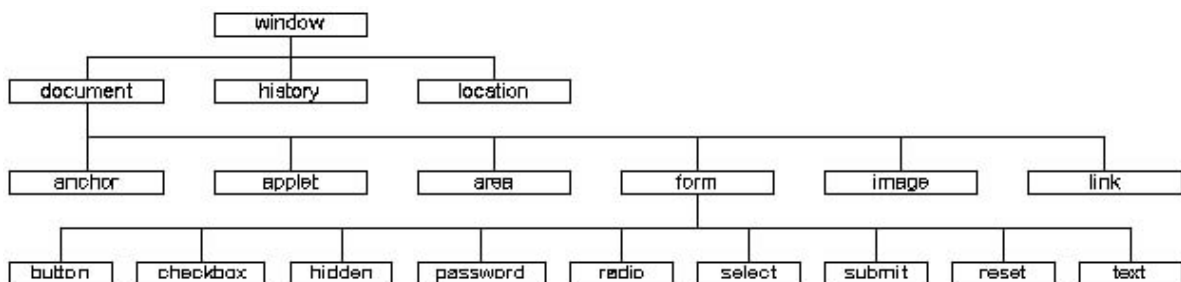 window
document history location
anchor applet area form image link
button checkbox hidden password radio select submit reset text